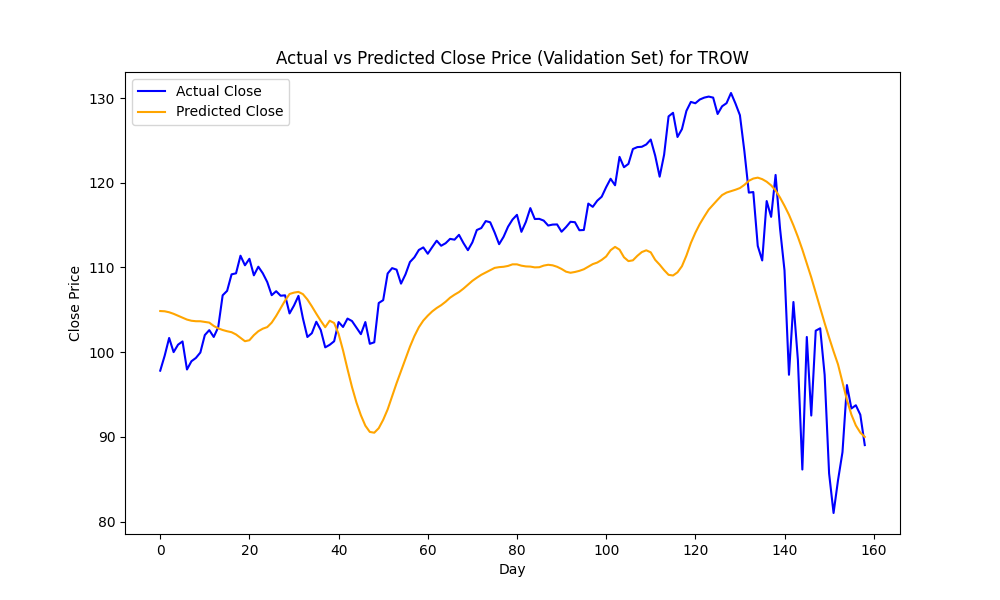 Actual vs Predicted Close Price (Validation Set) for TROW
Actual Close
Predicted Close
Close Price
130
120
110
100
90
80
0 20 40 60 80 100 120 140 160
Day